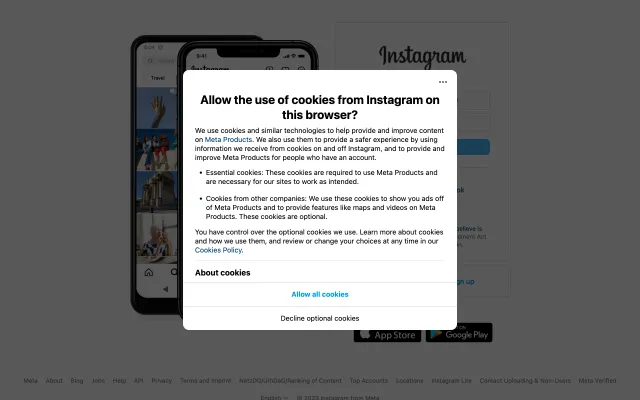 9:41
Instagram
Travel
Allow the use of cookies from Instagram on
this browser?
We use cookies and similar technologies to help provide and improve content
on Meta Products. We also use them to provide a safer experience by using
information we receive from cookies on and off Instagram, and to provide and
improve Meta Products for people who have an account.
• Essential cookies: These cookies are required to use Meta Products and
are necessary for our sites to work as intended.
• Cookies from other companies: We use these cookies to show you ads off
of Meta Products and to provide features like maps and videos on Meta
Products. These cookies are optional.
You have control over the optional cookies we use. Learn more about cookies
and how we use them, and review or change your choices at any time in our
Cookies Policy.
About cookies
Allow all cookies
Decline optional cookies
App Store
Google Play
Meta About Blog Jobs Help API Privacy Terms and Imprint NetzDG/UrhDaG/Ranking of Content Top Accounts Locations Instagram Lite Contact Uploading & Non-Users Meta Verified
English © 2023 Instagram from Meta